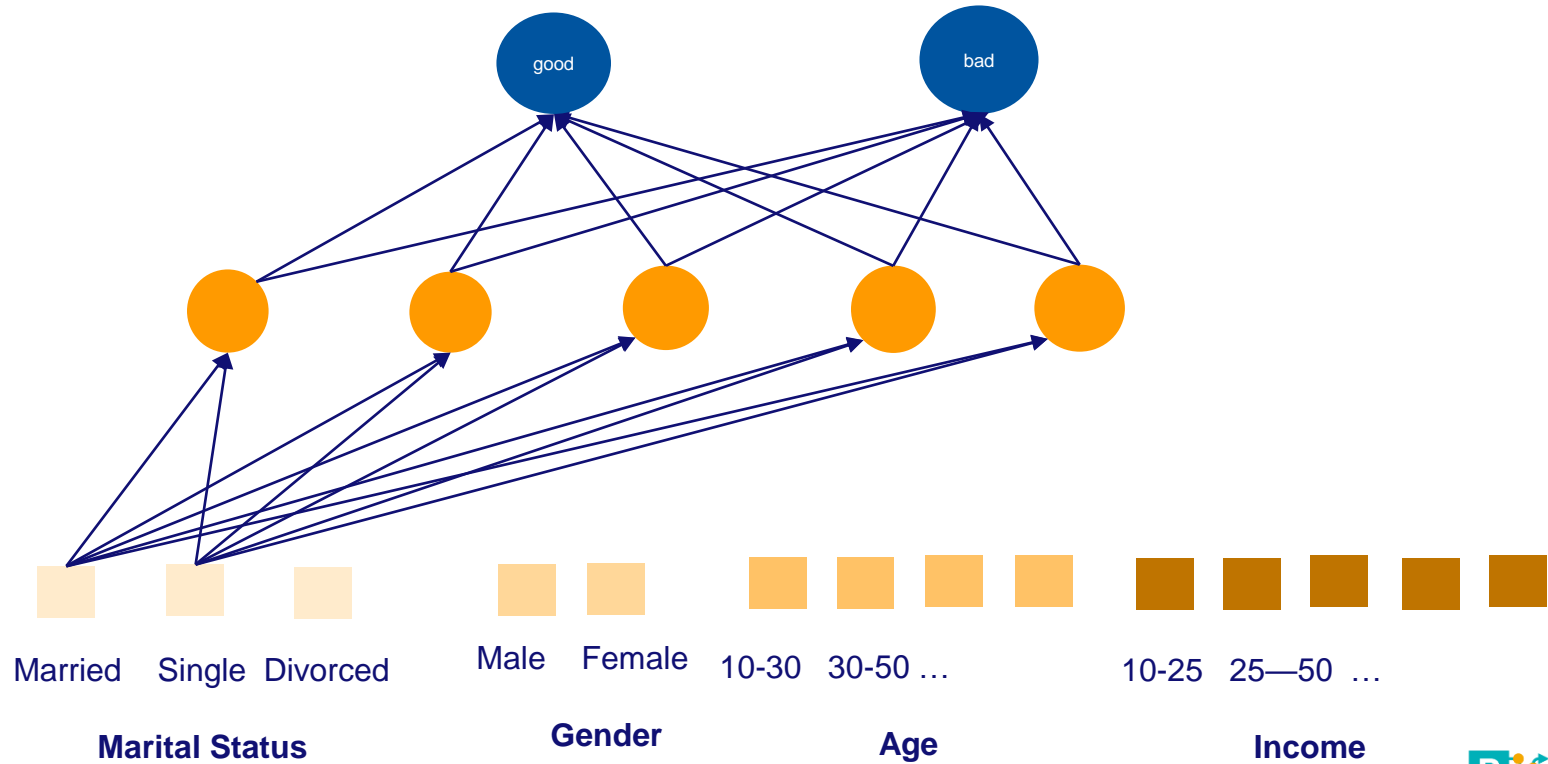 good
bad
Married Single Divorced
Male Female
10-30 30-50 …
10-25 25—50 …
Marital Status
Gender
Age
Income